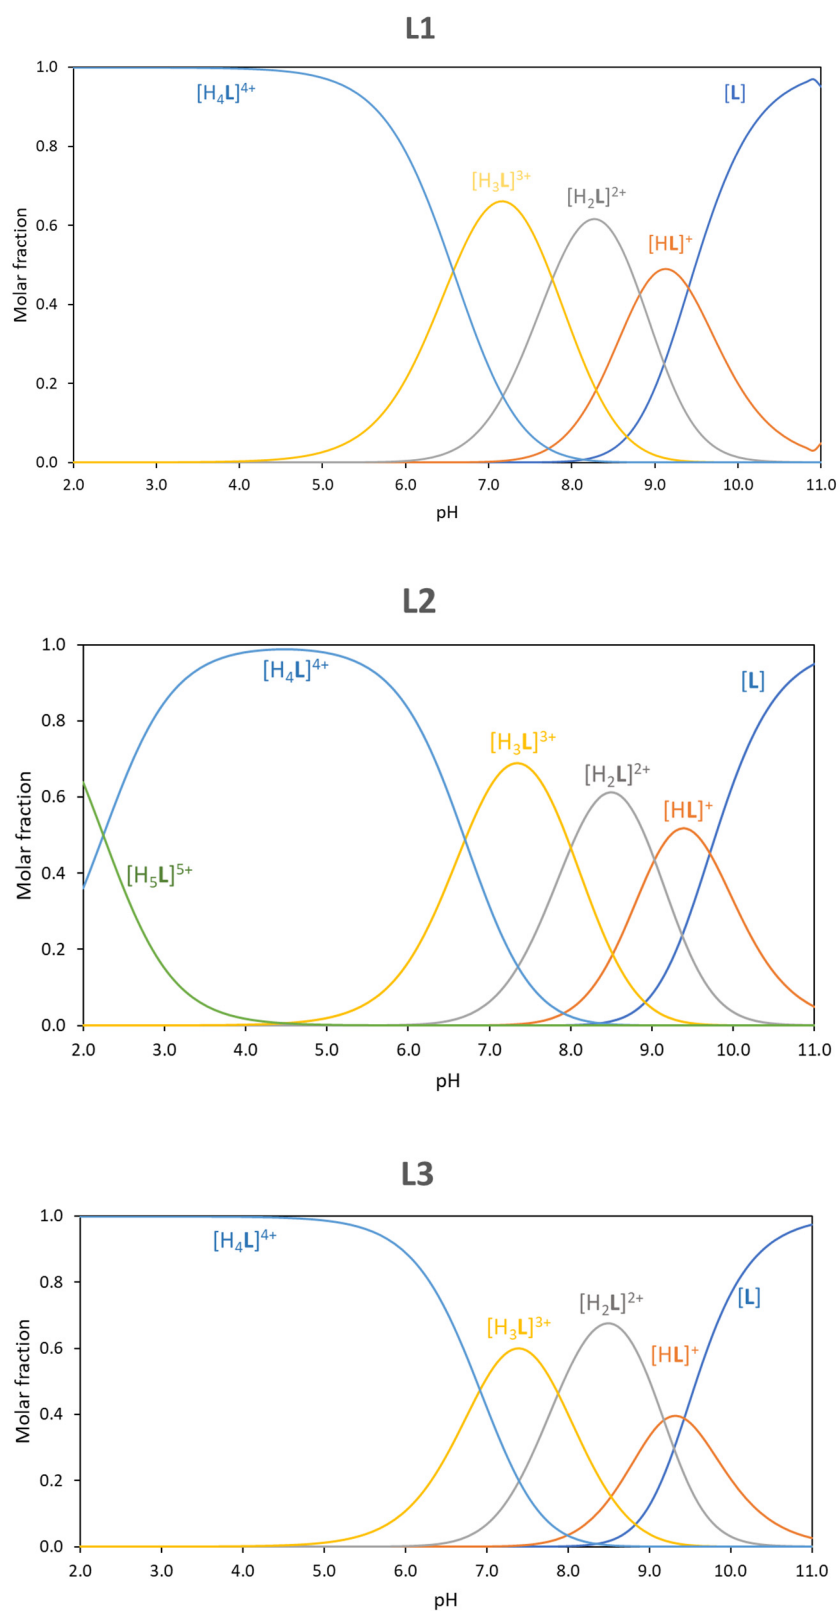 L1
1.0
[H₄L]⁴⁺
[L]
0.8
[H₃L]³⁺
[H₂L]²⁺
0.6
[HL]⁺
Molar fraction
0.4
0.2
0.0
2.0 3.0 4.0 5.0 6.0 7.0 8.0 9.0 10.0 11.0
pH
L2
1.0
[H₄L]⁴⁺
[L]
0.8
[H₃L]³⁺
[H₂L]²⁺
0.6
[HL]⁺
Molar fraction
0.4
[H₅L]⁵⁺
0.2
0.0
2.0 3.0 4.0 5.0 6.0 7.0 8.0 9.0 10.0 11.0
pH
L3
1.0
[H₄L]⁴⁺
0.8
[H₂L]²⁺
[L]
[H₃L]³⁺
0.6
[HL]⁺
Molar fraction
0.4
0.2
0.0
2.0 3.0 4.0 5.0 6.0 7.0 8.0 9.0 10.0 11.0
pH